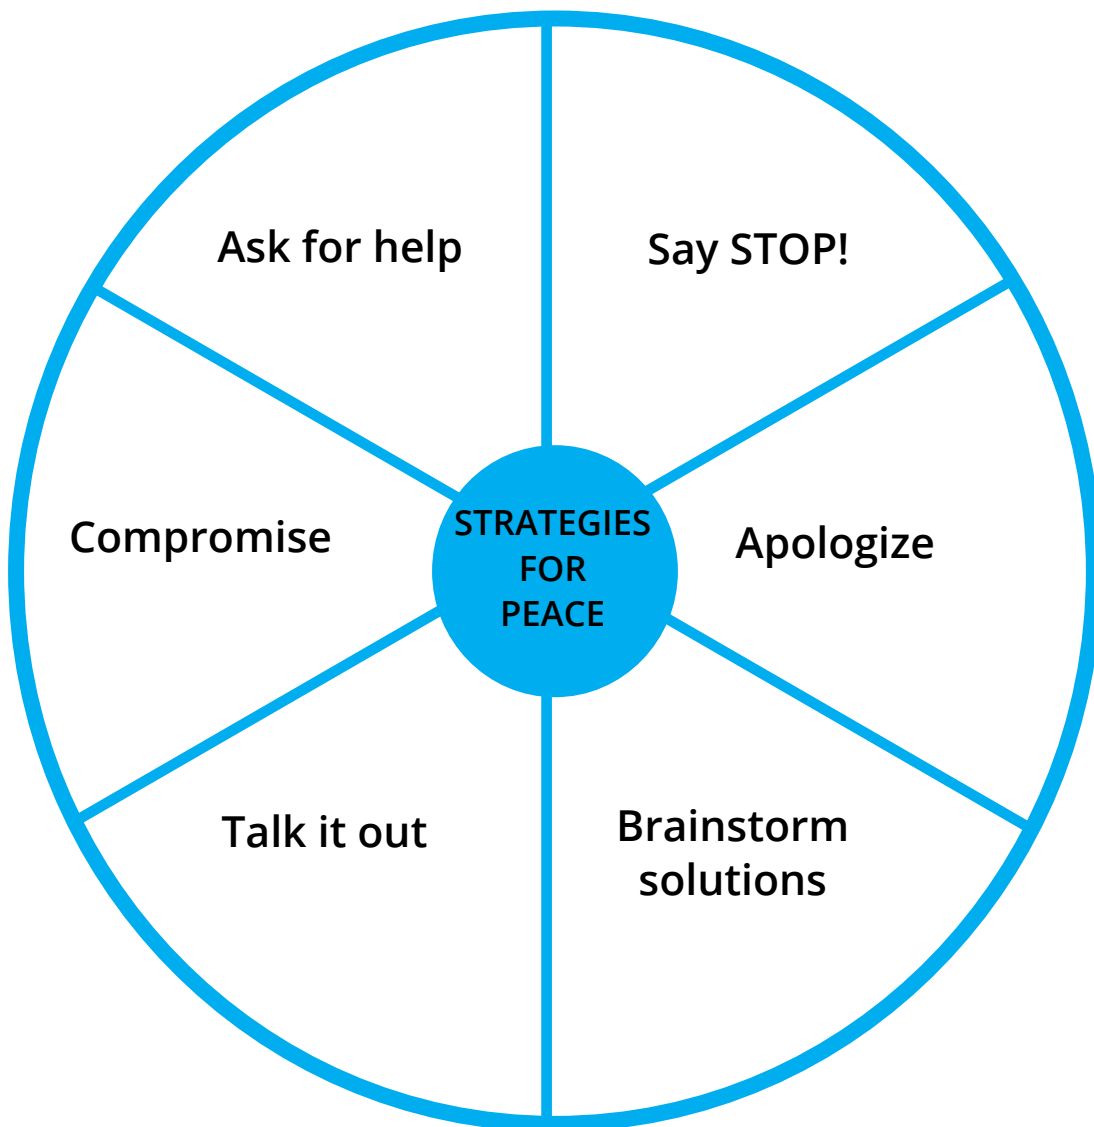 Ask for help
Say STOP!
Compromise
STRATEGIES
FOR
PEACE
Apologize
Talk it out
Brainstorm
solutions